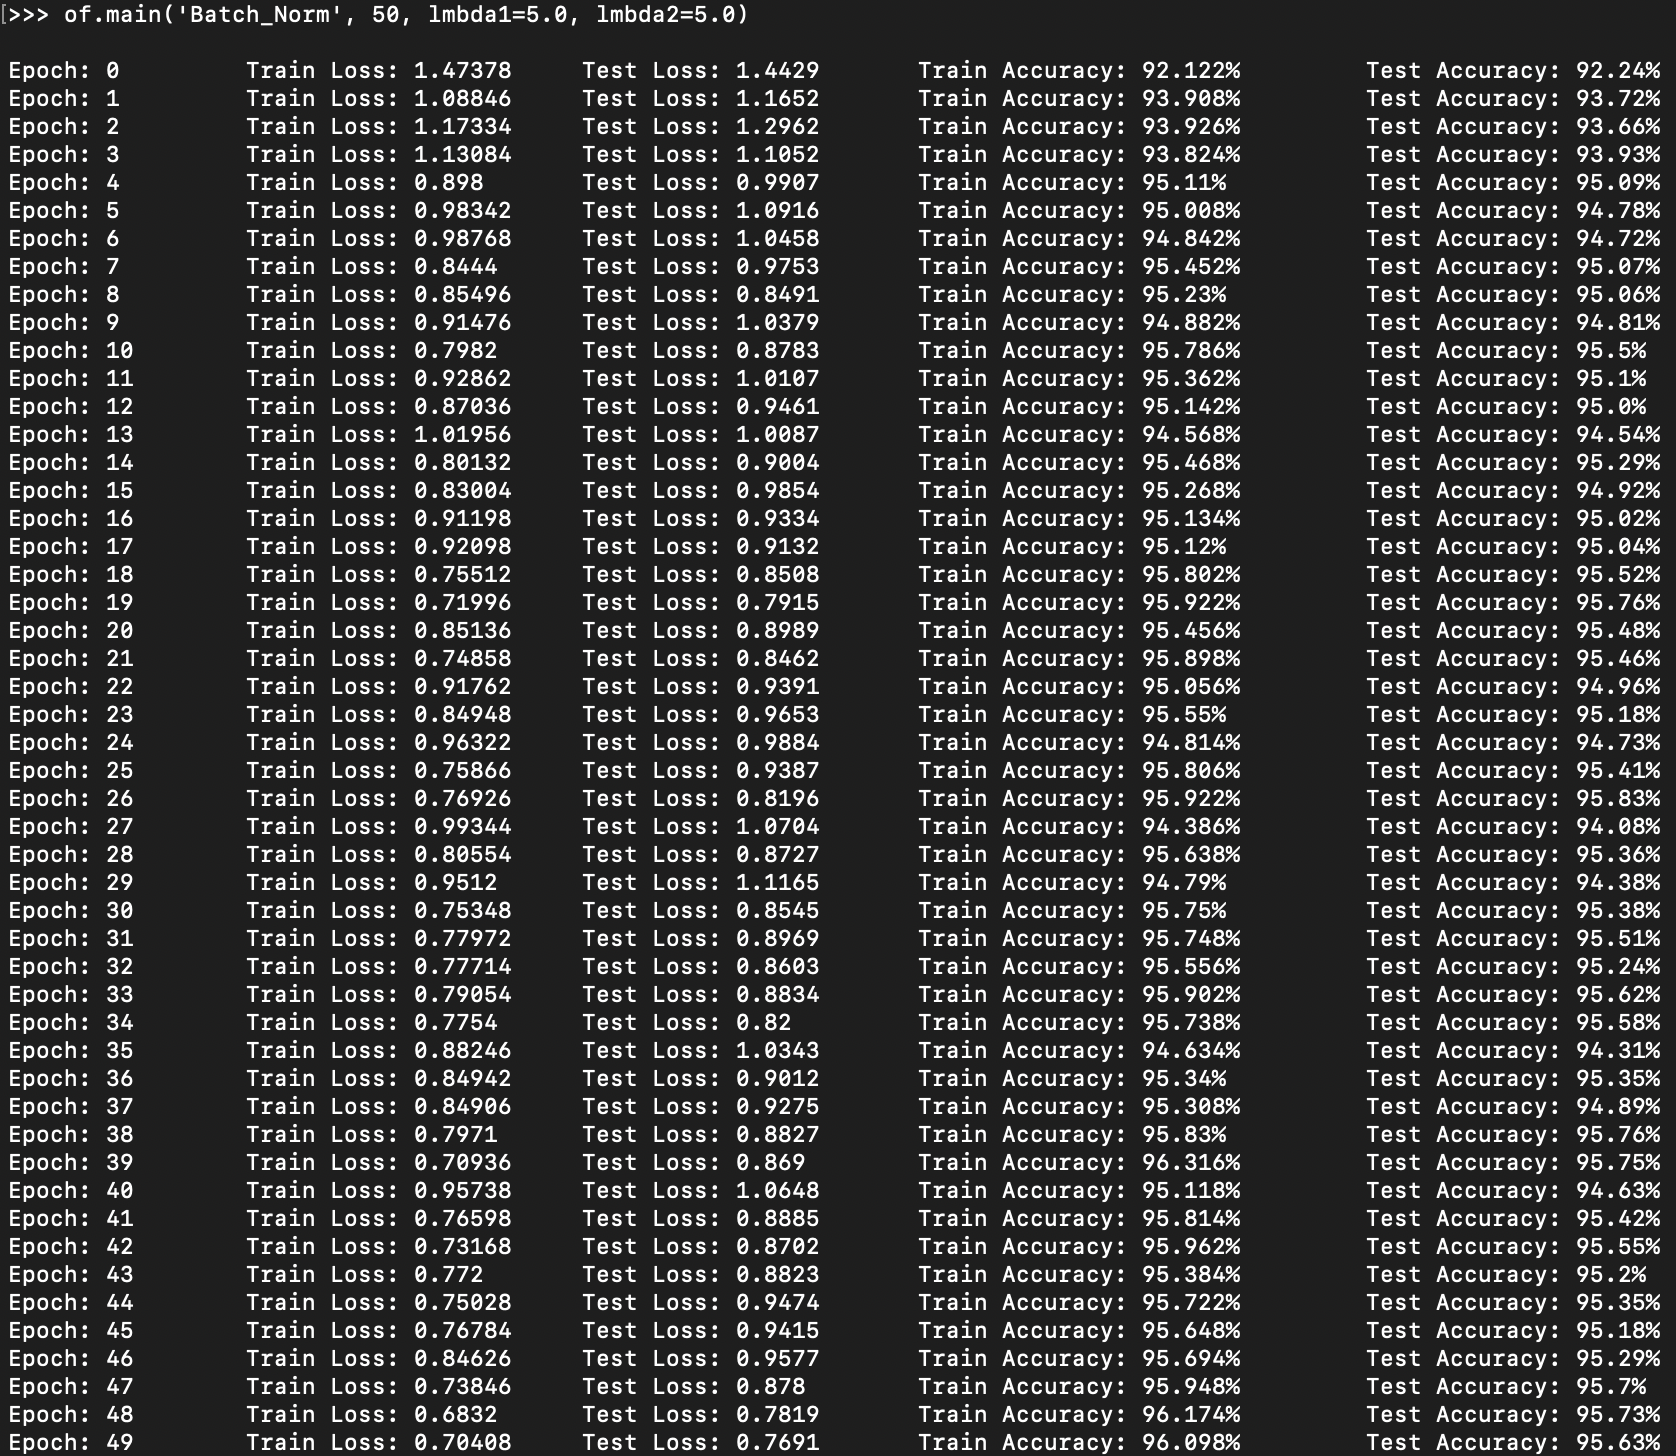 [>>> of.main('Batch_Norm', 50, lmbda1=5.0, lmbda2=5.0)
Epoch: 0 Train Loss: 1.47378 Test Loss: 1.4429 Train Accuracy: 92.122% Test Accuracy: 92.24%
Epoch: 1 Train Loss: 1.08846 Test Loss: 1.1652 Train Accuracy: 93.908% Test Accuracy: 93.72%
Epoch: 2 Train Loss: 1.17334 Test Loss: 1.2962 Train Accuracy: 93.926% Test Accuracy: 93.66%
Epoch: 3 Train Loss: 1.13084 Test Loss: 1.1052 Train Accuracy: 93.824% Test Accuracy: 93.93%
Epoch: 4 Train Loss: 0.898 Test Loss: 0.9907 Train Accuracy: 95.11% Test Accuracy: 95.09%
Epoch: 5 Train Loss: 0.98342 Test Loss: 1.0916 Train Accuracy: 95.008% Test Accuracy: 94.78%
Epoch: 6 Train Loss: 0.98768 Test Loss: 1.0458 Train Accuracy: 94.842% Test Accuracy: 94.72%
Epoch: 7 Train Loss: 0.8444 Test Loss: 0.9753 Train Accuracy: 95.452% Test Accuracy: 95.07%
Epoch: 8 Train Loss: 0.85496 Test Loss: 0.8491 Train Accuracy: 95.23% Test Accuracy: 95.06%
Epoch: 9 Train Loss: 0.91476 Test Loss: 1.0379 Train Accuracy: 94.882% Test Accuracy: 94.81%
Epoch: 10 Train Loss: 0.7982 Test Loss: 0.8783 Train Accuracy: 95.786% Test Accuracy: 95.5%
Epoch: 11 Train Loss: 0.92862 Test Loss: 1.0107 Train Accuracy: 95.362% Test Accuracy: 95.1%
Epoch: 12 Train Loss: 0.87036 Test Loss: 0.9461 Train Accuracy: 95.142% Test Accuracy: 95.0%
Epoch: 13 Train Loss: 1.01956 Test Loss: 1.0087 Train Accuracy: 94.568% Test Accuracy: 94.54%
Epoch: 14 Train Loss: 0.80132 Test Loss: 0.9004 Train Accuracy: 95.468% Test Accuracy: 95.29%
Epoch: 15 Train Loss: 0.83004 Test Loss: 0.9854 Train Accuracy: 95.268% Test Accuracy: 94.92%
Epoch: 16 Train Loss: 0.91198 Test Loss: 0.9334 Train Accuracy: 95.134% Test Accuracy: 95.02%
Epoch: 17 Train Loss: 0.92098 Test Loss: 0.9132 Train Accuracy: 95.12% Test Accuracy: 95.04%
Epoch: 18 Train Loss: 0.75512 Test Loss: 0.8508 Train Accuracy: 95.802% Test Accuracy: 95.52%
Epoch: 19 Train Loss: 0.71996 Test Loss: 0.7915 Train Accuracy: 95.922% Test Accuracy: 95.76%
Epoch: 20 Train Loss: 0.85136 Test Loss: 0.8989 Train Accuracy: 95.456% Test Accuracy: 95.48%
Epoch: 21 Train Loss: 0.74858 Test Loss: 0.8462 Train Accuracy: 95.898% Test Accuracy: 95.46%
Epoch: 22 Train Loss: 0.91762 Test Loss: 0.9391 Train Accuracy: 95.056% Test Accuracy: 94.96%
Epoch: 23 Train Loss: 0.84948 Test Loss: 0.9653 Train Accuracy: 95.55% Test Accuracy: 95.18%
Epoch: 24 Train Loss: 0.96322 Test Loss: 0.9884 Train Accuracy: 94.814% Test Accuracy: 94.73%
Epoch: 25 Train Loss: 0.75866 Test Loss: 0.9387 Train Accuracy: 95.806% Test Accuracy: 95.41%
Epoch: 26 Train Loss: 0.76926 Test Loss: 0.8196 Train Accuracy: 95.922% Test Accuracy: 95.83%
Epoch: 27 Train Loss: 0.99344 Test Loss: 1.0704 Train Accuracy: 94.386% Test Accuracy: 94.08%
Epoch: 28 Train Loss: 0.80554 Test Loss: 0.8727 Train Accuracy: 95.638% Test Accuracy: 95.36%
Epoch: 29 Train Loss: 0.9512 Test Loss: 1.1165 Train Accuracy: 94.79% Test Accuracy: 94.38%
Epoch: 30 Train Loss: 0.75348 Test Loss: 0.8545 Train Accuracy: 95.75% Test Accuracy: 95.38%
Epoch: 31 Train Loss: 0.77972 Test Loss: 0.8969 Train Accuracy: 95.748% Test Accuracy: 95.51%
Epoch: 32 Train Loss: 0.77714 Test Loss: 0.8603 Train Accuracy: 95.556% Test Accuracy: 95.24%
Epoch: 33 Train Loss: 0.79054 Test Loss: 0.8834 Train Accuracy: 95.902% Test Accuracy: 95.62%
Epoch: 34 Train Loss: 0.7754 Test Loss: 0.82 Train Accuracy: 95.738% Test Accuracy: 95.58%
Epoch: 35 Train Loss: 0.88246 Test Loss: 1.0343 Train Accuracy: 94.634% Test Accuracy: 94.31%
Epoch: 36 Train Loss: 0.84942 Test Loss: 0.9012 Train Accuracy: 95.34% Test Accuracy: 95.35%
Epoch: 37 Train Loss: 0.84906 Test Loss: 0.9275 Train Accuracy: 95.308% Test Accuracy: 94.89%
Epoch: 38 Train Loss: 0.7971 Test Loss: 0.8827 Train Accuracy: 95.83% Test Accuracy: 95.76%
Epoch: 39 Train Loss: 0.70936 Test Loss: 0.869 Train Accuracy: 96.316% Test Accuracy: 95.75%
Epoch: 40 Train Loss: 0.95738 Test Loss: 1.0648 Train Accuracy: 95.118% Test Accuracy: 94.63%
Epoch: 41 Train Loss: 0.76598 Test Loss: 0.8885 Train Accuracy: 95.814% Test Accuracy: 95.42%
Epoch: 42 Train Loss: 0.73168 Test Loss: 0.8702 Train Accuracy: 95.962% Test Accuracy: 95.55%
Epoch: 43 Train Loss: 0.772 Test Loss: 0.8823 Train Accuracy: 95.384% Test Accuracy: 95.2%
Epoch: 44 Train Loss: 0.75028 Test Loss: 0.9474 Train Accuracy: 95.722% Test Accuracy: 95.35%
Epoch: 45 Train Loss: 0.76784 Test Loss: 0.9415 Train Accuracy: 95.648% Test Accuracy: 95.18%
Epoch: 46 Train Loss: 0.84626 Test Loss: 0.9577 Train Accuracy: 95.694% Test Accuracy: 95.29%
Epoch: 47 Train Loss: 0.73846 Test Loss: 0.878 Train Accuracy: 95.948% Test Accuracy: 95.7%
Epoch: 48 Train Loss: 0.6832 Test Loss: 0.7819 Train Accuracy: 96.174% Test Accuracy: 95.73%
Epoch: 49 Train Loss: 0.70408 Test Loss: 0.7691 Train Accuracy: 96.098% Test Accuracy: 95.63%